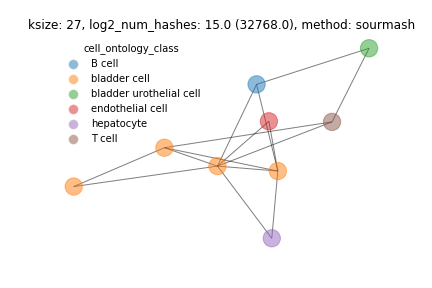 ksize: 27, log2_num_hashes: 15.0 (32768.0), method: sourmash
cell_ontology_class
B cell
bladder cell
bladder urothelial cell
endothelial cell
hepatocyte
T cell